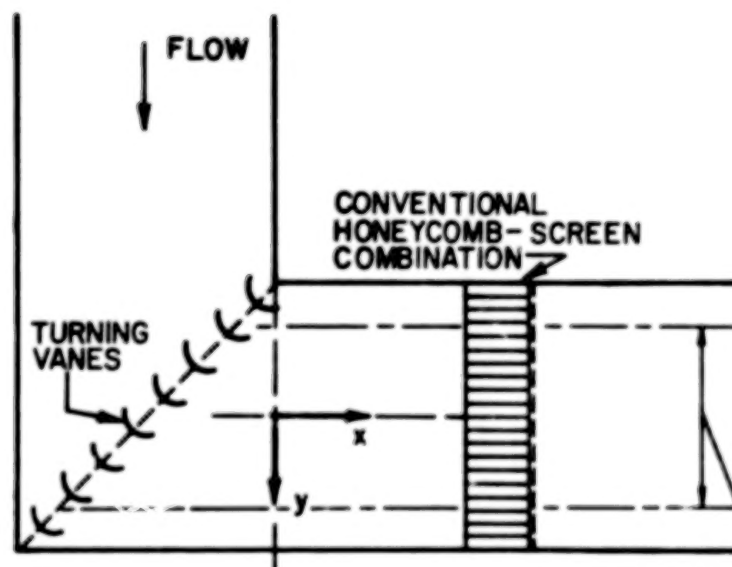 FLOW
CONVENTIONAL
HONEYCOMB-SCREEN
COMBINATION
TURNING
VANES
x
y